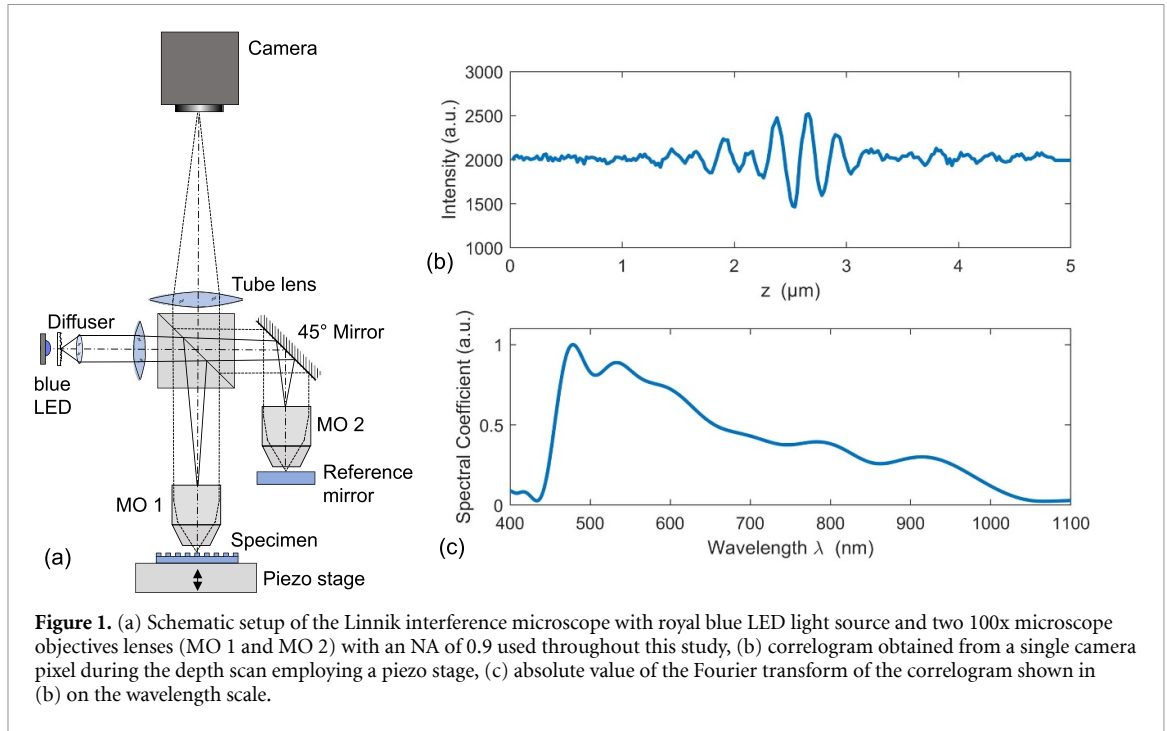 Camera
Tube lens
Diffuser
45° Mirror
blue
LED
MO 2
Reference
mirror
MO 1
Specimen
(a)
Piezo stage
3000
2500
2000
1500
1000
Intensity (a.u.)
0
1
2
3
4
5
z (μm)
(b)
1
0.5
0
Spectral Coefficient (a.u.)
400
500
600
700
800
900
1000
1100
Wavelength λ (nm)
(c)
Figure 1. (a) Schematic setup of the Linnik interference microscope with royal blue LED light source and two 100x microscope
objectives lenses (MO 1 and MO 2) with an NA of 0.9 used throughout this study, (b) correlogram obtained from a single camera
pixel during the depth scan employing a piezo stage, (c) absolute value of the Fourier transform of the correlogram shown in
(b) on the wavelength scale.